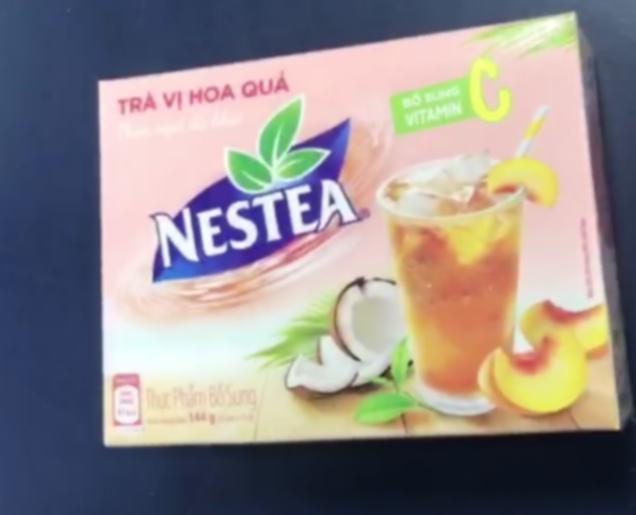 TRÀ VỊ HOA QUẢ
BỔ SUNG
VITAMIN C
NESTEA
Thực Phẩm Bổ Sung
144 g